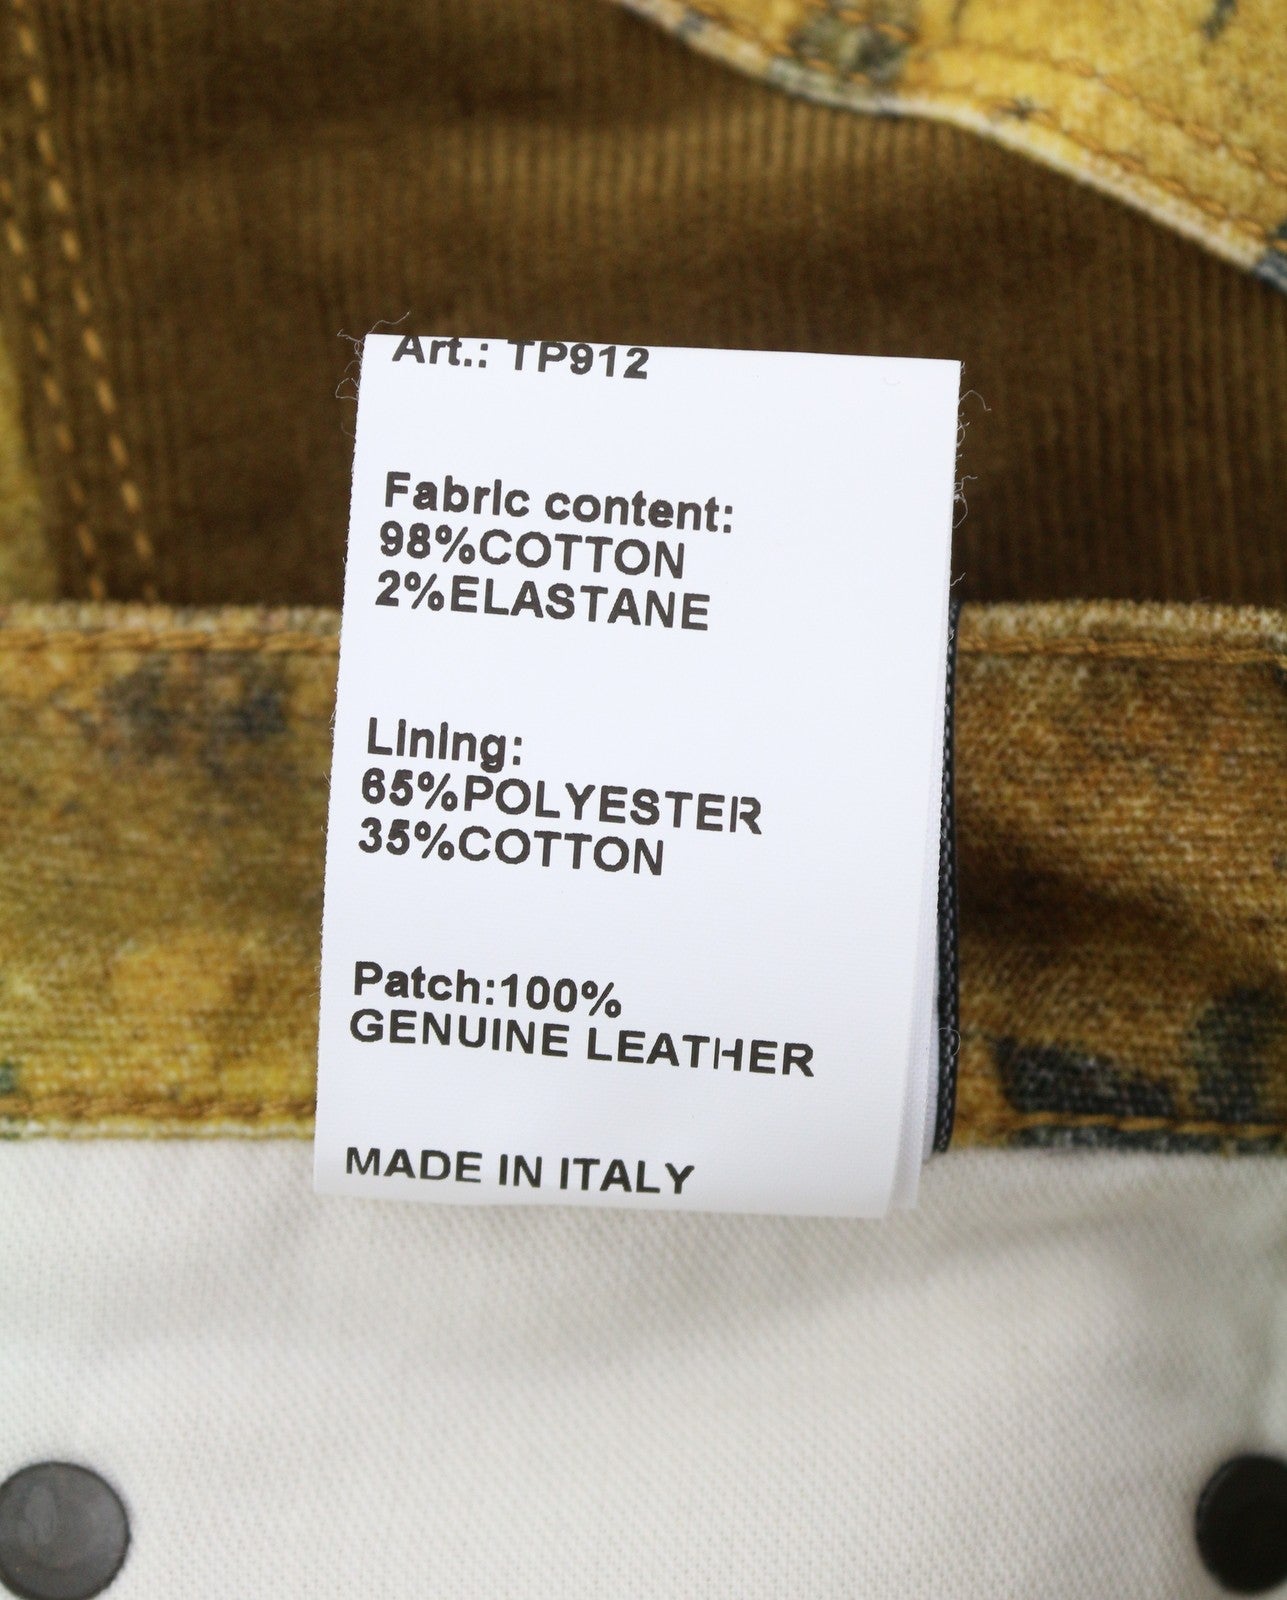 Art.: TP912
Fabric content:
98%COTTON
2%ELASTANE
Lining:
65%POLYESTER
35%COTTON
Patch:100%
GENUINE LEATHER
MADE IN ITALY